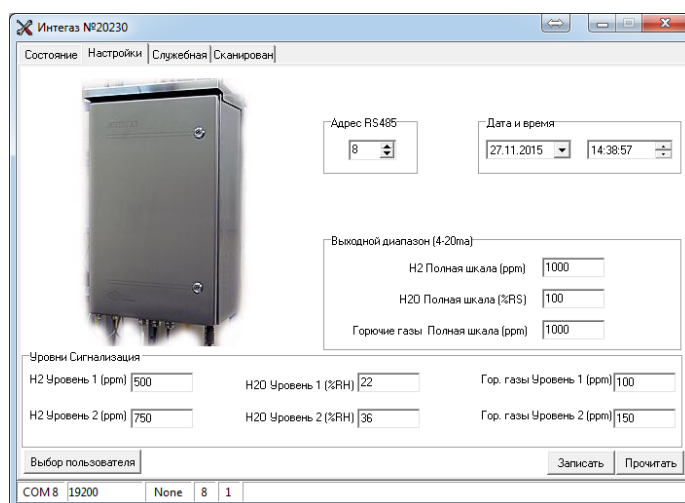 Интегаз №20230
Состояние Настройки Служебная Сканирован
Адрес RS485
8
Дата и время
27.11.2015 14:38:57
Выходной диапазон (4-20ma)
H2 Полная шкала (ppm) 1000
H2O Полная шкала (%RS) 100
Горючие газы Полная шкала (ppm) 1000
Уровни Сигнализация
H2 Уровень 1 (ppm) 500 H2O Уровень 1 (%RH) 22 Гор. газы Уровень 1 (ppm) 100
H2 Уровень 2 (ppm) 750 H2O Уровень 2 (%RH) 36 Гор. газы Уровень 2 (ppm) 150
Выбор пользователя Записать Прочитать
COM 8 19200 None 8 1